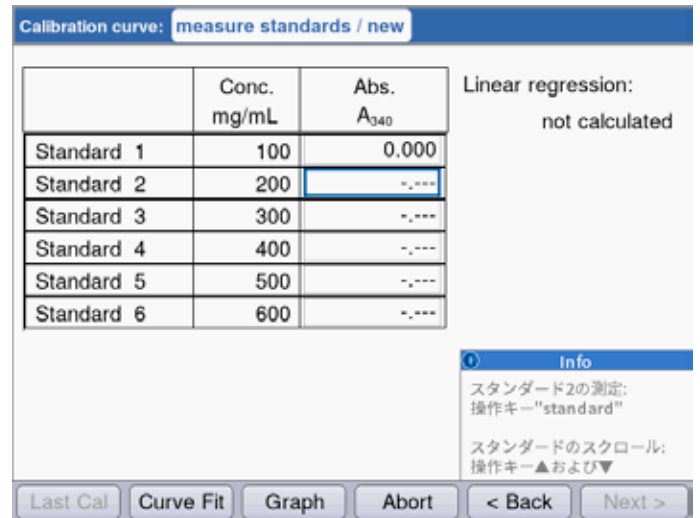 Calibration curve: measure standards / new
Conc. Abs. Linear regression:
mg/mL A₃₄₀ not calculated
Standard 1 100 0.000
Standard 2 200 -.---
Standard 3 300 -.---
Standard 4 400 -.---
Standard 5 500 -.---
Standard 6 600 -.---
Info
スタンダード2の測定:
操作キー"standard"
スタンダードのスクロール:
操作キー▲および▼
Last Cal Curve Fit Graph Abort < Back Next >